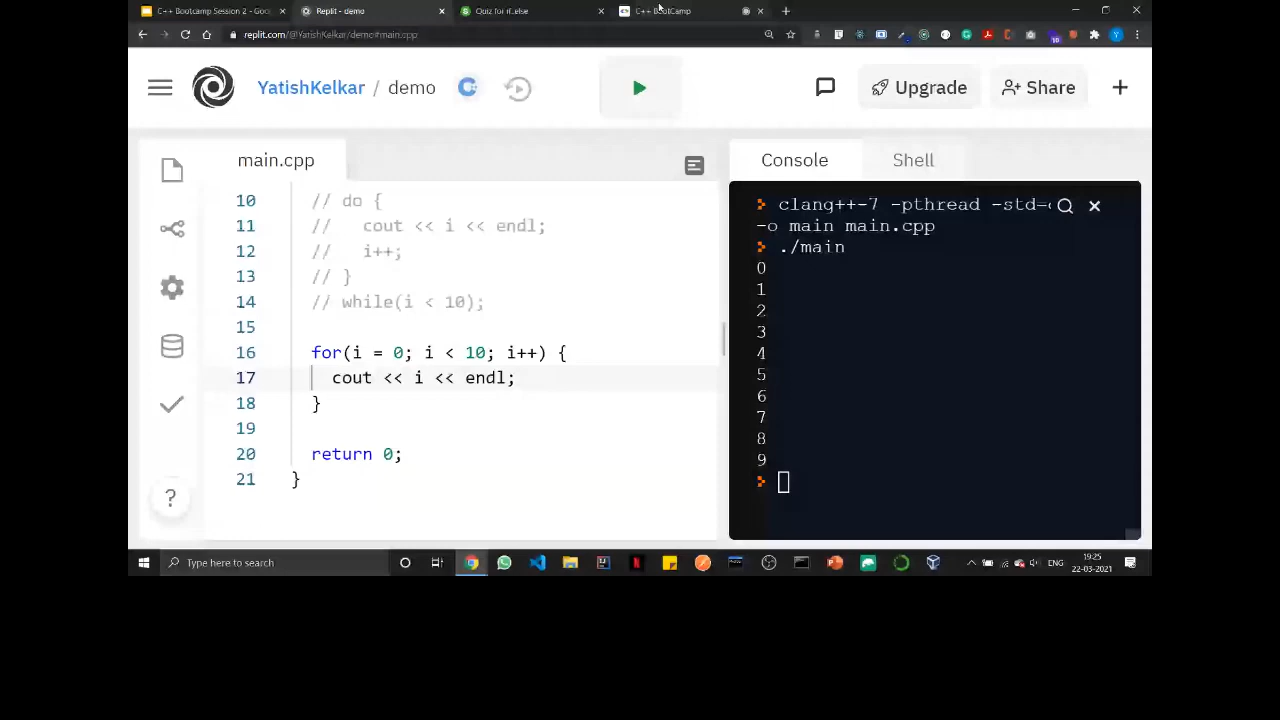 C++ Bootcamp Session 2 - Goo
Replit - demo
Quiz for if..else
C++ BootCamp
replit.com/@YatishKelkar/demo#main.cpp
YatishKelkar / demo
Upgrade
Share
main.cpp
Console
Shell
10 // do {
11 // cout << i << endl;
12 // i++;
13 // }
14 // while(i < 10);
15
16 for(i = 0; i < 10; i++) {
17 cout << i << endl;
18 }
19
20 return 0;
21 }
clang++-7 -pthread -std=c
-o main main.cpp
./main
0
1
2
3
4
5
6
7
8
9
?
Type here to search
ENG
19:25
22-03-2021